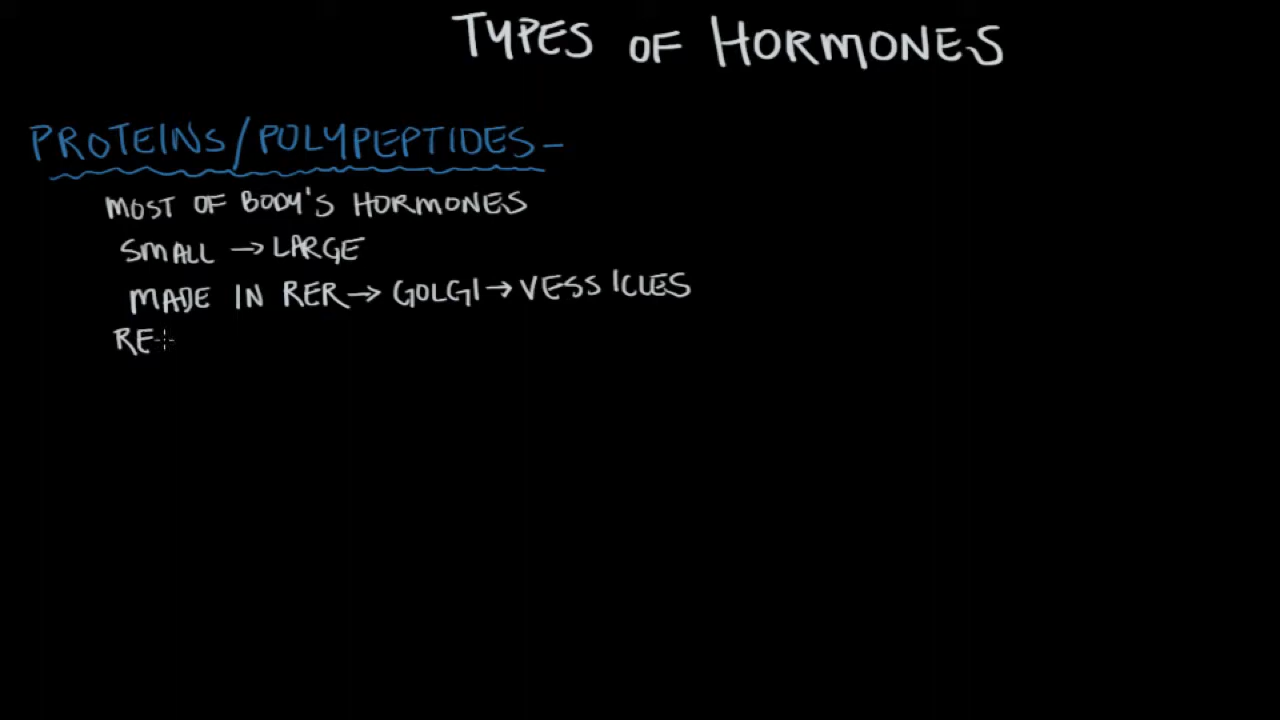 TYPES OF HORMONES
PROTEINS/POLYPEPTIDES-
MOST OF BODY'S HORMONES
SMALL → LARGE
MADE IN RER → GOLGI → VESSICLES
RE